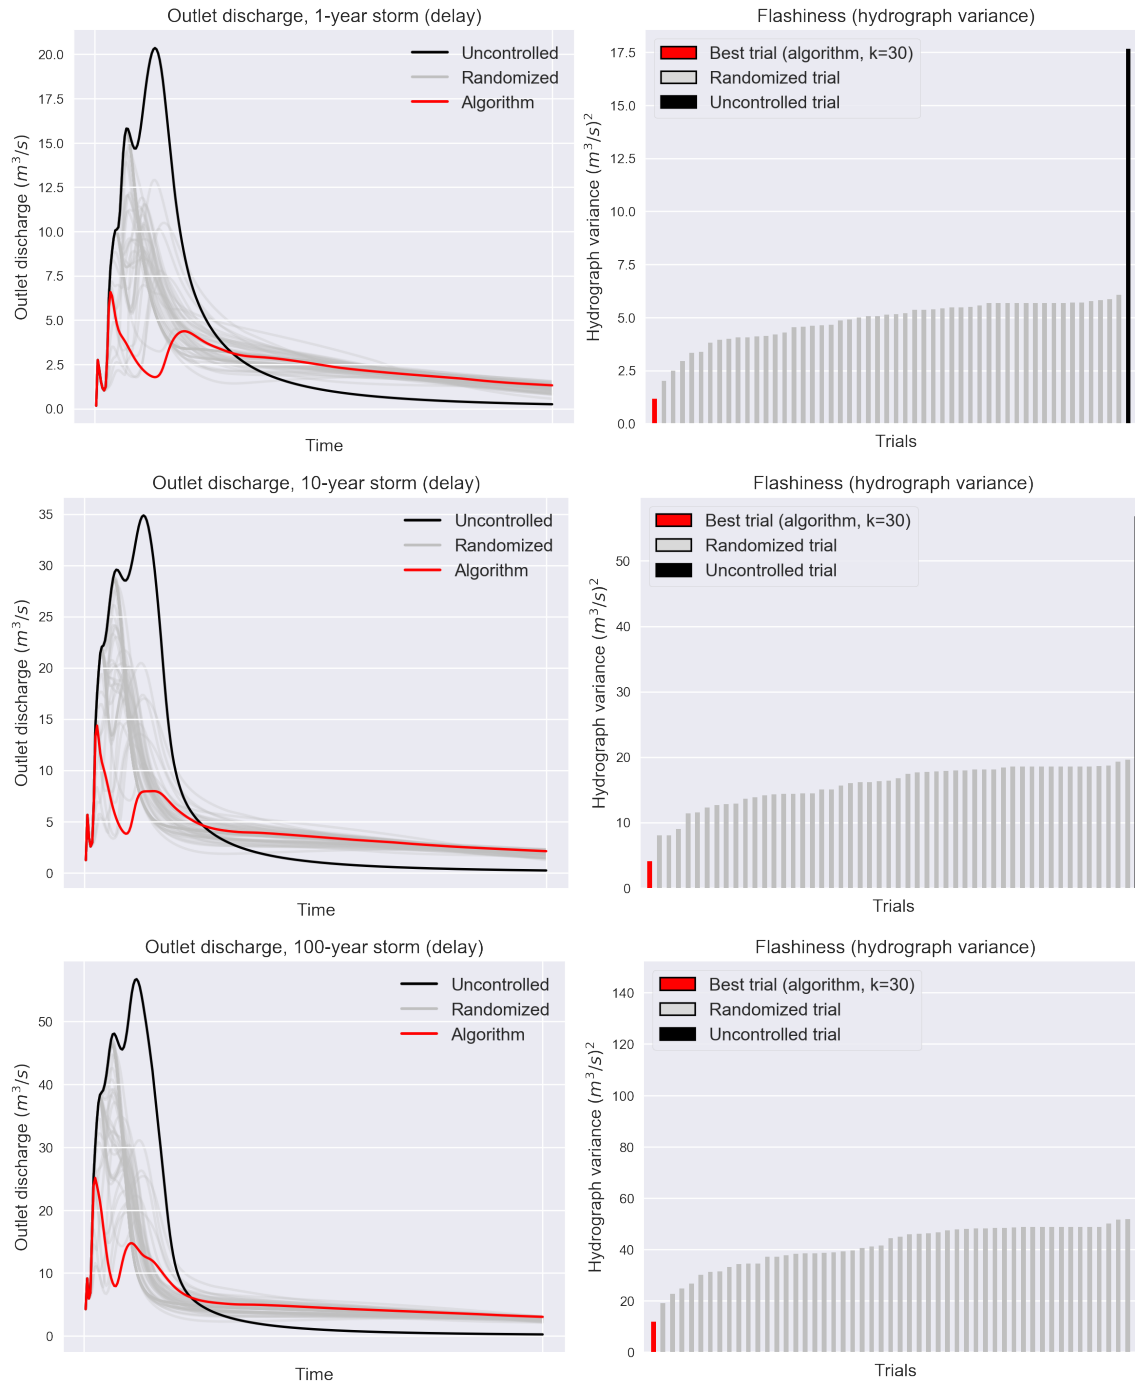 Outlet discharge, 1-year storm (delay)
Outlet discharge (m³/s)
20.0
17.5
15.0
12.5
10.0
7.5
5.0
2.5
0.0
Uncontrolled
Randomized
Algorithm
Time
Flashiness (hydrograph variance)
Hydrograph variance (m³/s)²
17.5
15.0
12.5
10.0
7.5
5.0
2.5
0.0
Best trial (algorithm, k=30)
Randomized trial
Uncontrolled trial
Trials
Outlet discharge, 10-year storm (delay)
Outlet discharge (m³/s)
35
30
25
20
15
10
5
0
Uncontrolled
Randomized
Algorithm
Time
Flashiness (hydrograph variance)
Hydrograph variance (m³/s)²
50
40
30
20
10
0
Best trial (algorithm, k=30)
Randomized trial
Uncontrolled trial
Trials
Outlet discharge, 100-year storm (delay)
Outlet discharge (m³/s)
50
40
30
20
10
0
Uncontrolled
Randomized
Algorithm
Time
Flashiness (hydrograph variance)
Hydrograph variance (m³/s)²
140
120
100
80
60
40
20
0
Best trial (algorithm, k=30)
Randomized trial
Uncontrolled trial
Trials